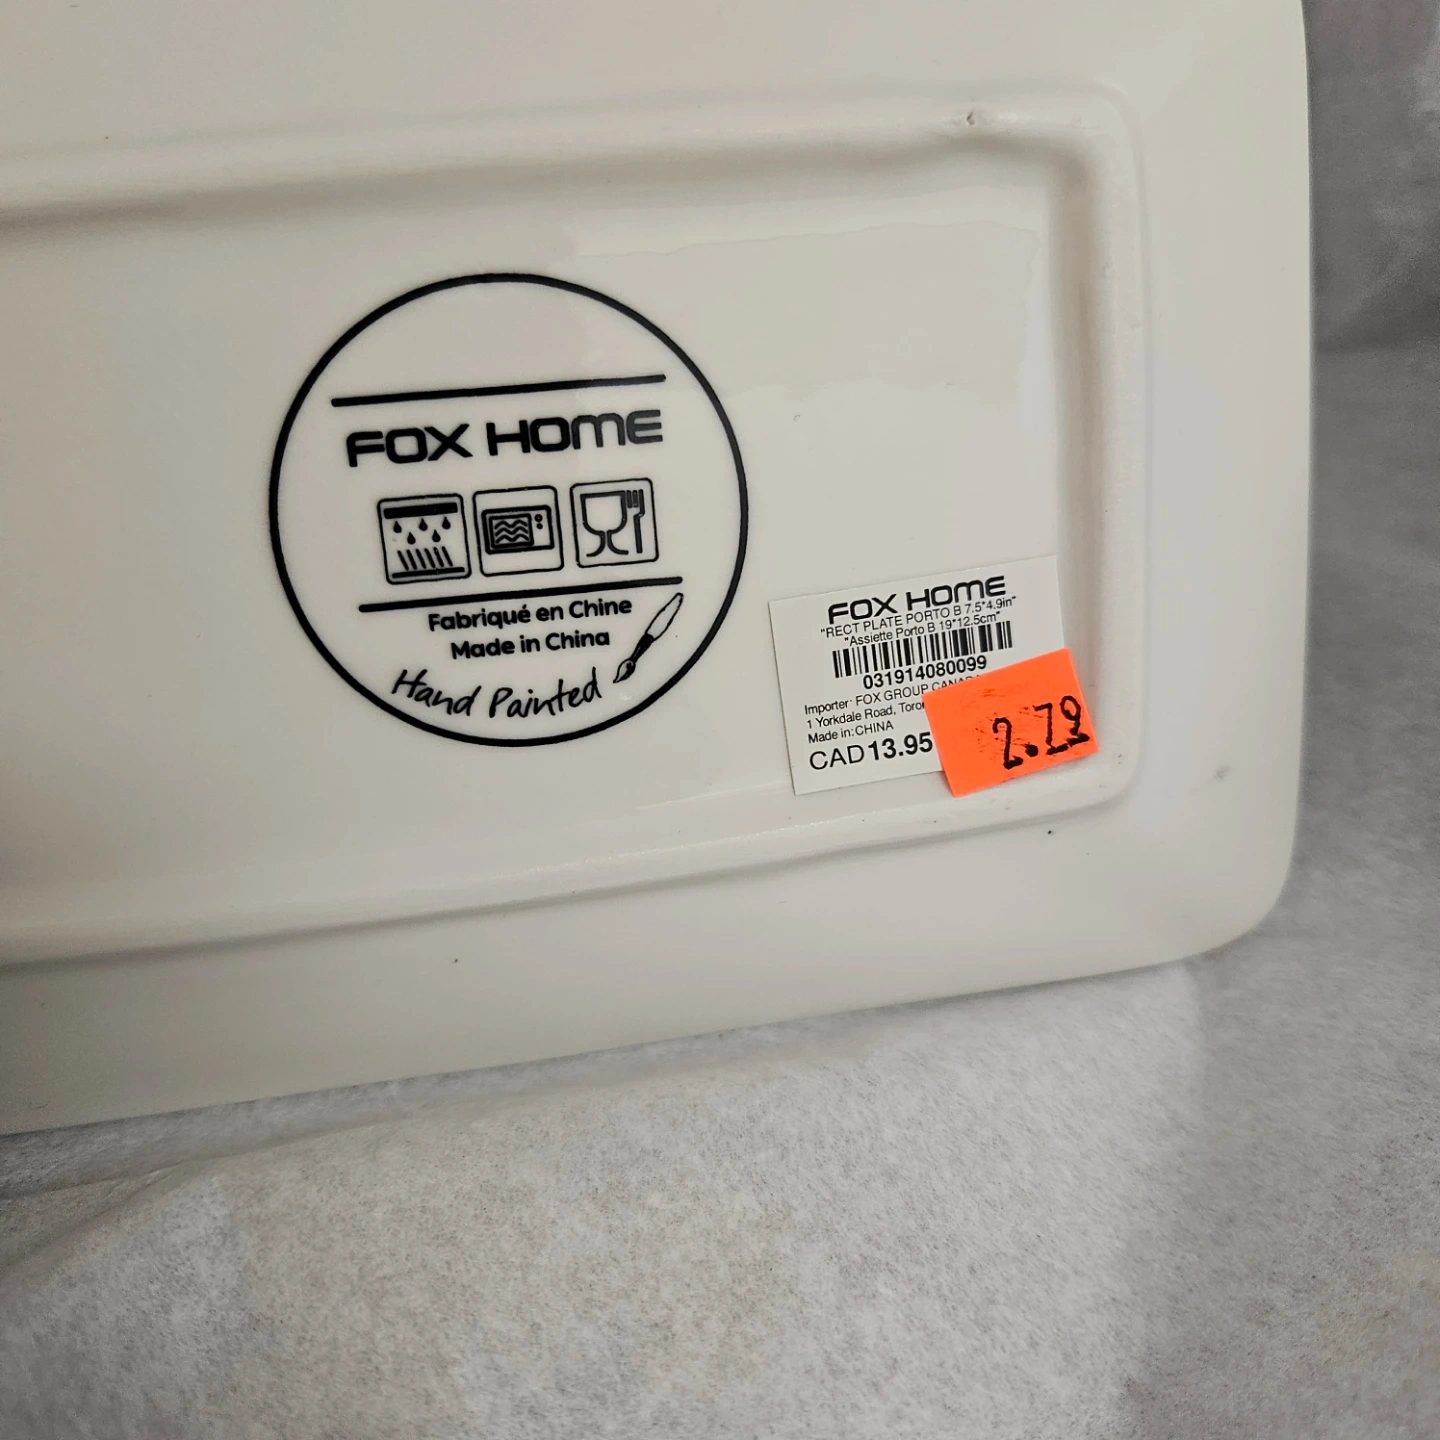 FOX HOME
Fabriqué en Chine
Made in China
Hand Painted
FOX HOME
"RECT PLATE PORTO B 7.5*4.9in"
"Assiette Porto B 19*12.5cm"
031914080099
Importer: FOX GROUP CANADA
1 Yorkdale Road,
Made in: CHINA
CAD 13.95
2.79